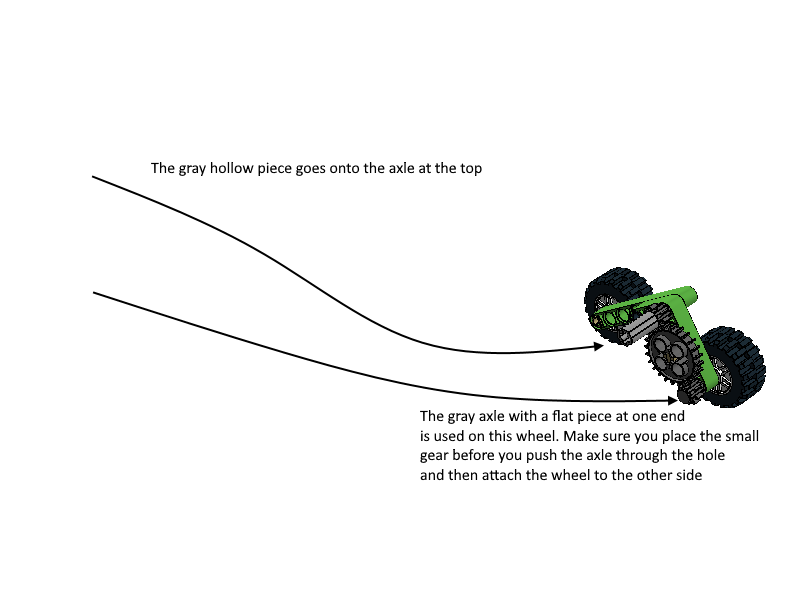 The gray hollow piece goes onto the axle at the top
The gray axle with a flat piece at one end
is used on this wheel. Make sure you place the small
gear before you push the axle through the hole
and then attach the wheel to the other side